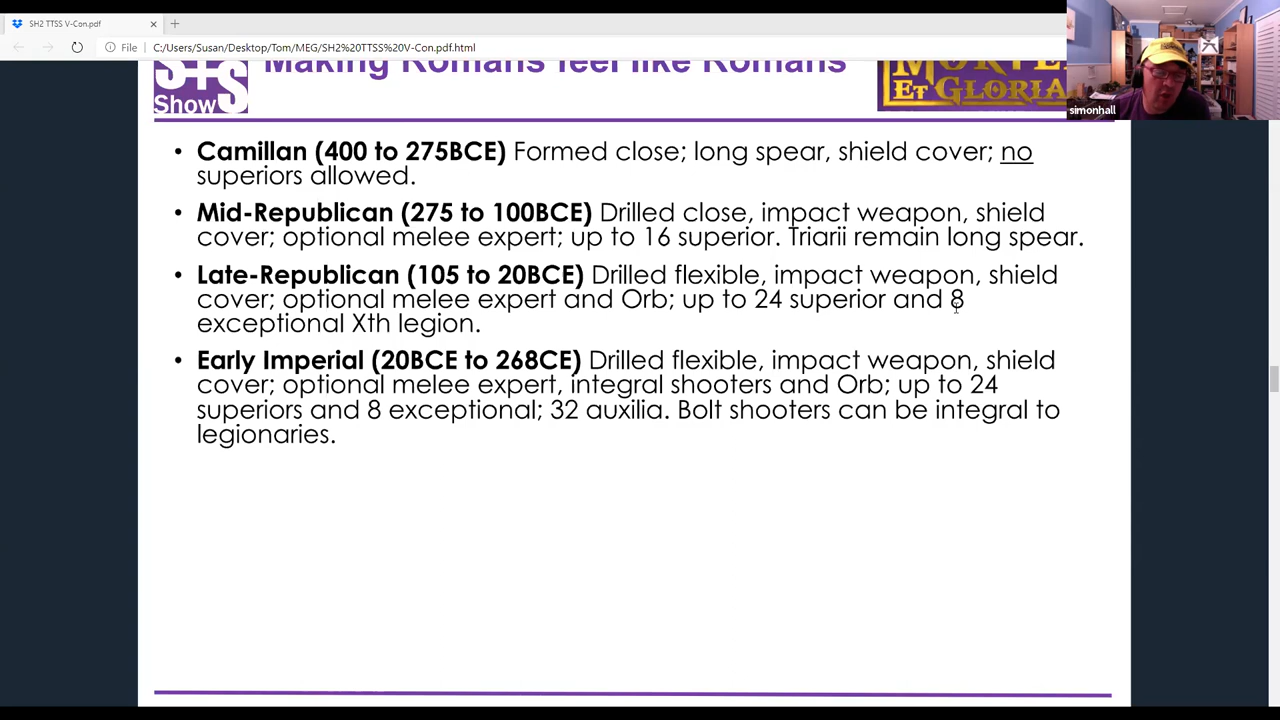 SH2 TTSS V-Con.pdf
File
C:/Users/Susan/Desktop/Tom/MEG/SH2%20TTSS%20V-Con.pdf.html
simonhall
S+S
Show
Making Romans feel like Romans
MORTEM
ET GLORIAM
• Camillan (400 to 275BCE) Formed close; long spear, shield cover; no
superiors allowed.
• Mid-Republican (275 to 100BCE) Drilled close, impact weapon, shield
cover; optional melee expert; up to 16 superior. Triarii remain long spear.
• Late-Republican (105 to 20BCE) Drilled flexible, impact weapon, shield
cover; optional melee expert and Orb; up to 24 superior and 8
exceptional Xth legion.
• Early Imperial (20BCE to 268CE) Drilled flexible, impact weapon, shield
cover; optional melee expert, integral shooters and Orb; up to 24
superiors and 8 exceptional; 32 auxilia. Bolt shooters can be integral to
legionaries.